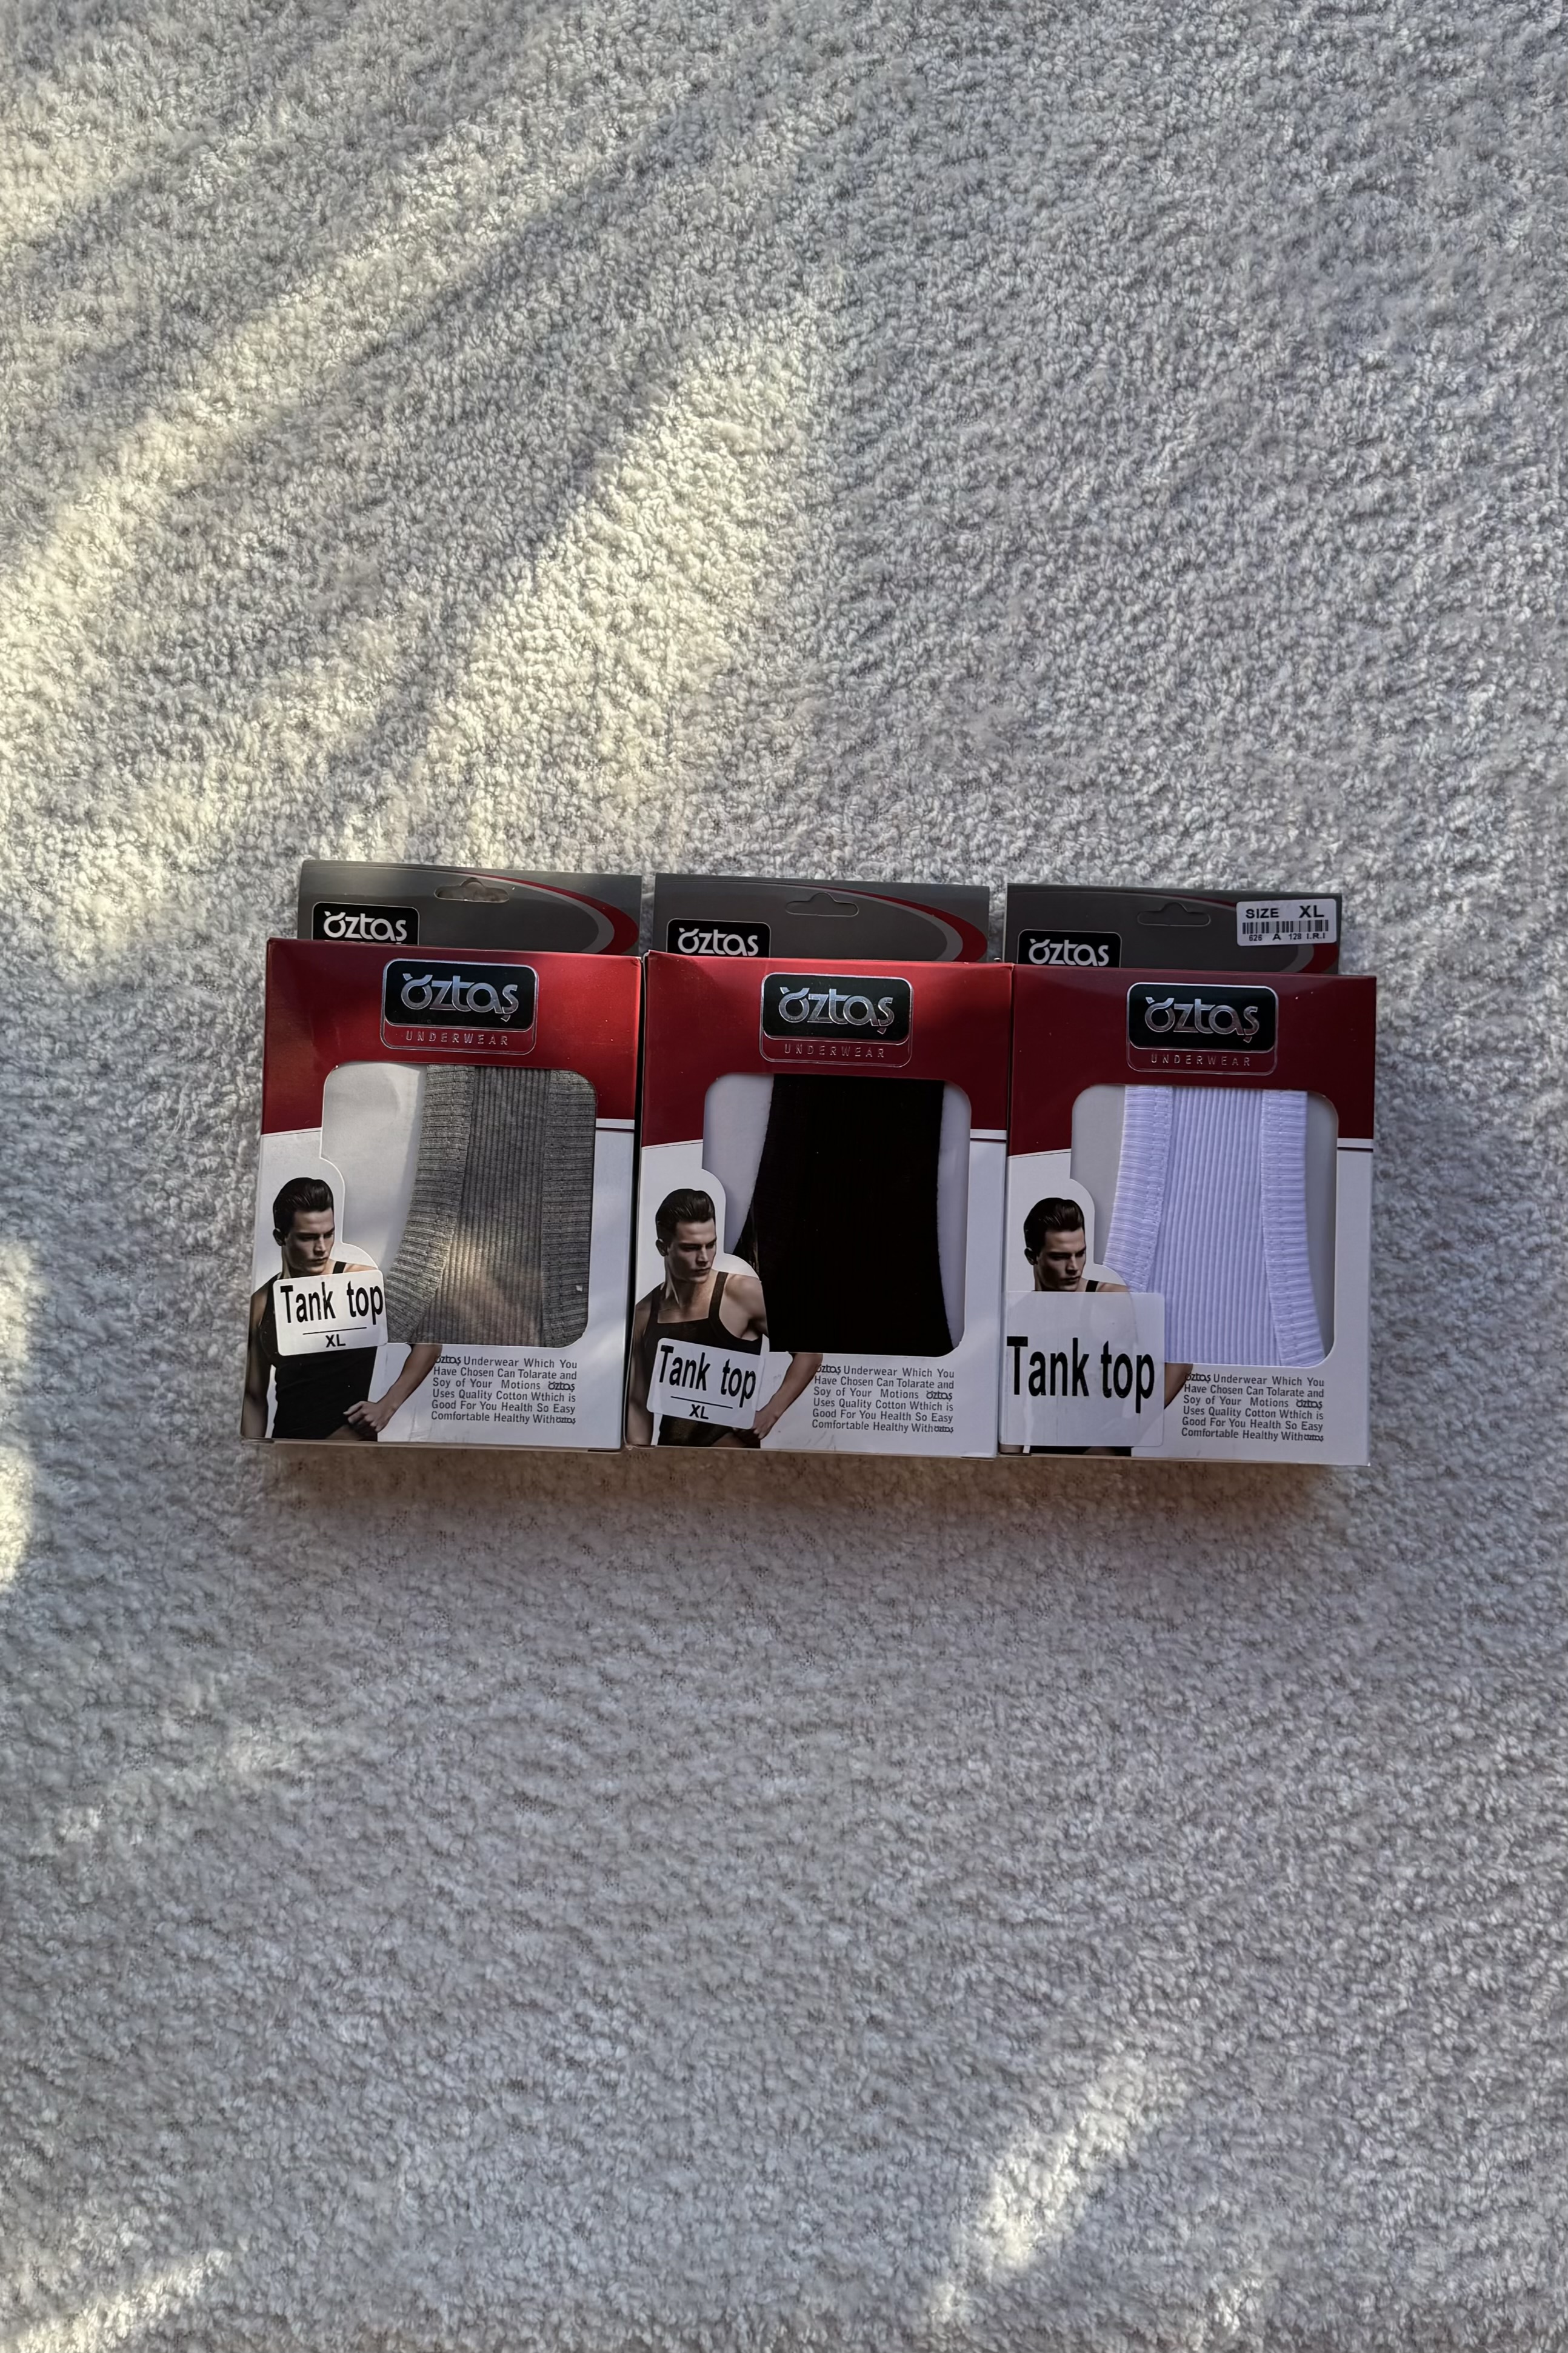 öztaş
öztaş
UNDERWEAR
Tank top
XL
öztaş Underwear Which You
Have Chosen Can Tolarate and
Soy of Your Motions öztaş
Uses Quality Cotton Wthich is
Good For You Health So Easy
Comfortable Healthy With öztaş
öztaş
öztaş
UNDERWEAR
Tank top
XL
öztaş Underwear Which You
Have Chosen Can Tolarate and
Soy of Your Motions öztaş
Uses Quality Cotton Wthich is
Good For You Health So Easy
Comfortable Healthy With öztaş
SIZE XL
626 A 128 I.R.I
öztaş
öztaş
UNDERWEAR
Tank top
öztaş Underwear Which You
Have Chosen Can Tolarate and
Soy of Your Motions öztaş
Uses Quality Cotton Wthich is
Good For You Health So Easy
Comfortable Healthy With öztaş